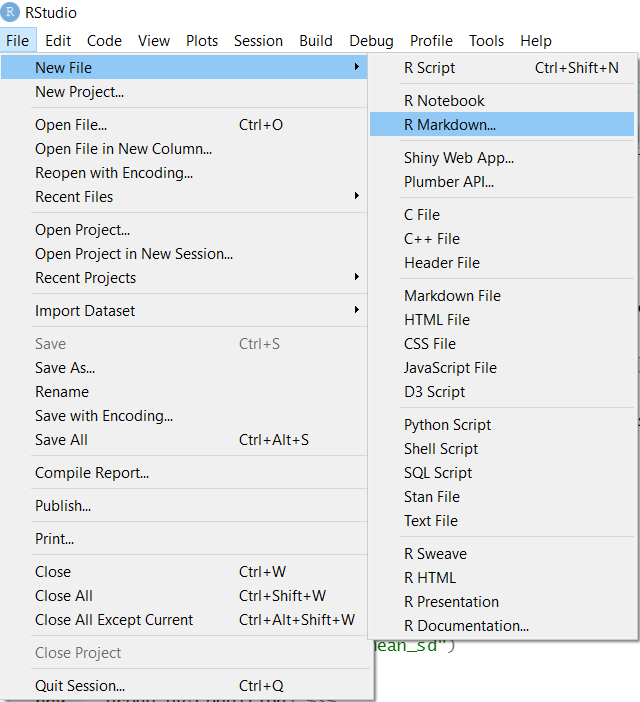 R RStudio
File Edit Code View Plots Session Build Debug Profile Tools Help
New File
New Project...
Open File... Ctrl+O
Open File in New Column...
Reopen with Encoding...
Recent Files
Open Project...
Open Project in New Session...
Recent Projects
Import Dataset
Save Ctrl+S
Save As...
Rename
Save with Encoding...
Save All Ctrl+Alt+S
Compile Report...
Publish...
Print...
Close Ctrl+W
Close All Ctrl+Shift+W
Close All Except Current Ctrl+Alt+Shift+W
Close Project
Quit Session... Ctrl+Q
R Script Ctrl+Shift+N
R Notebook
R Markdown...
Shiny Web App...
Plumber API...
C File
C++ File
Header File
Markdown File
HTML File
CSS File
JavaScript File
D3 Script
Python Script
Shell Script
SQL Script
Stan File
Text File
R Sweave
R HTML
R Presentation
R Documentation...
ean_sd")